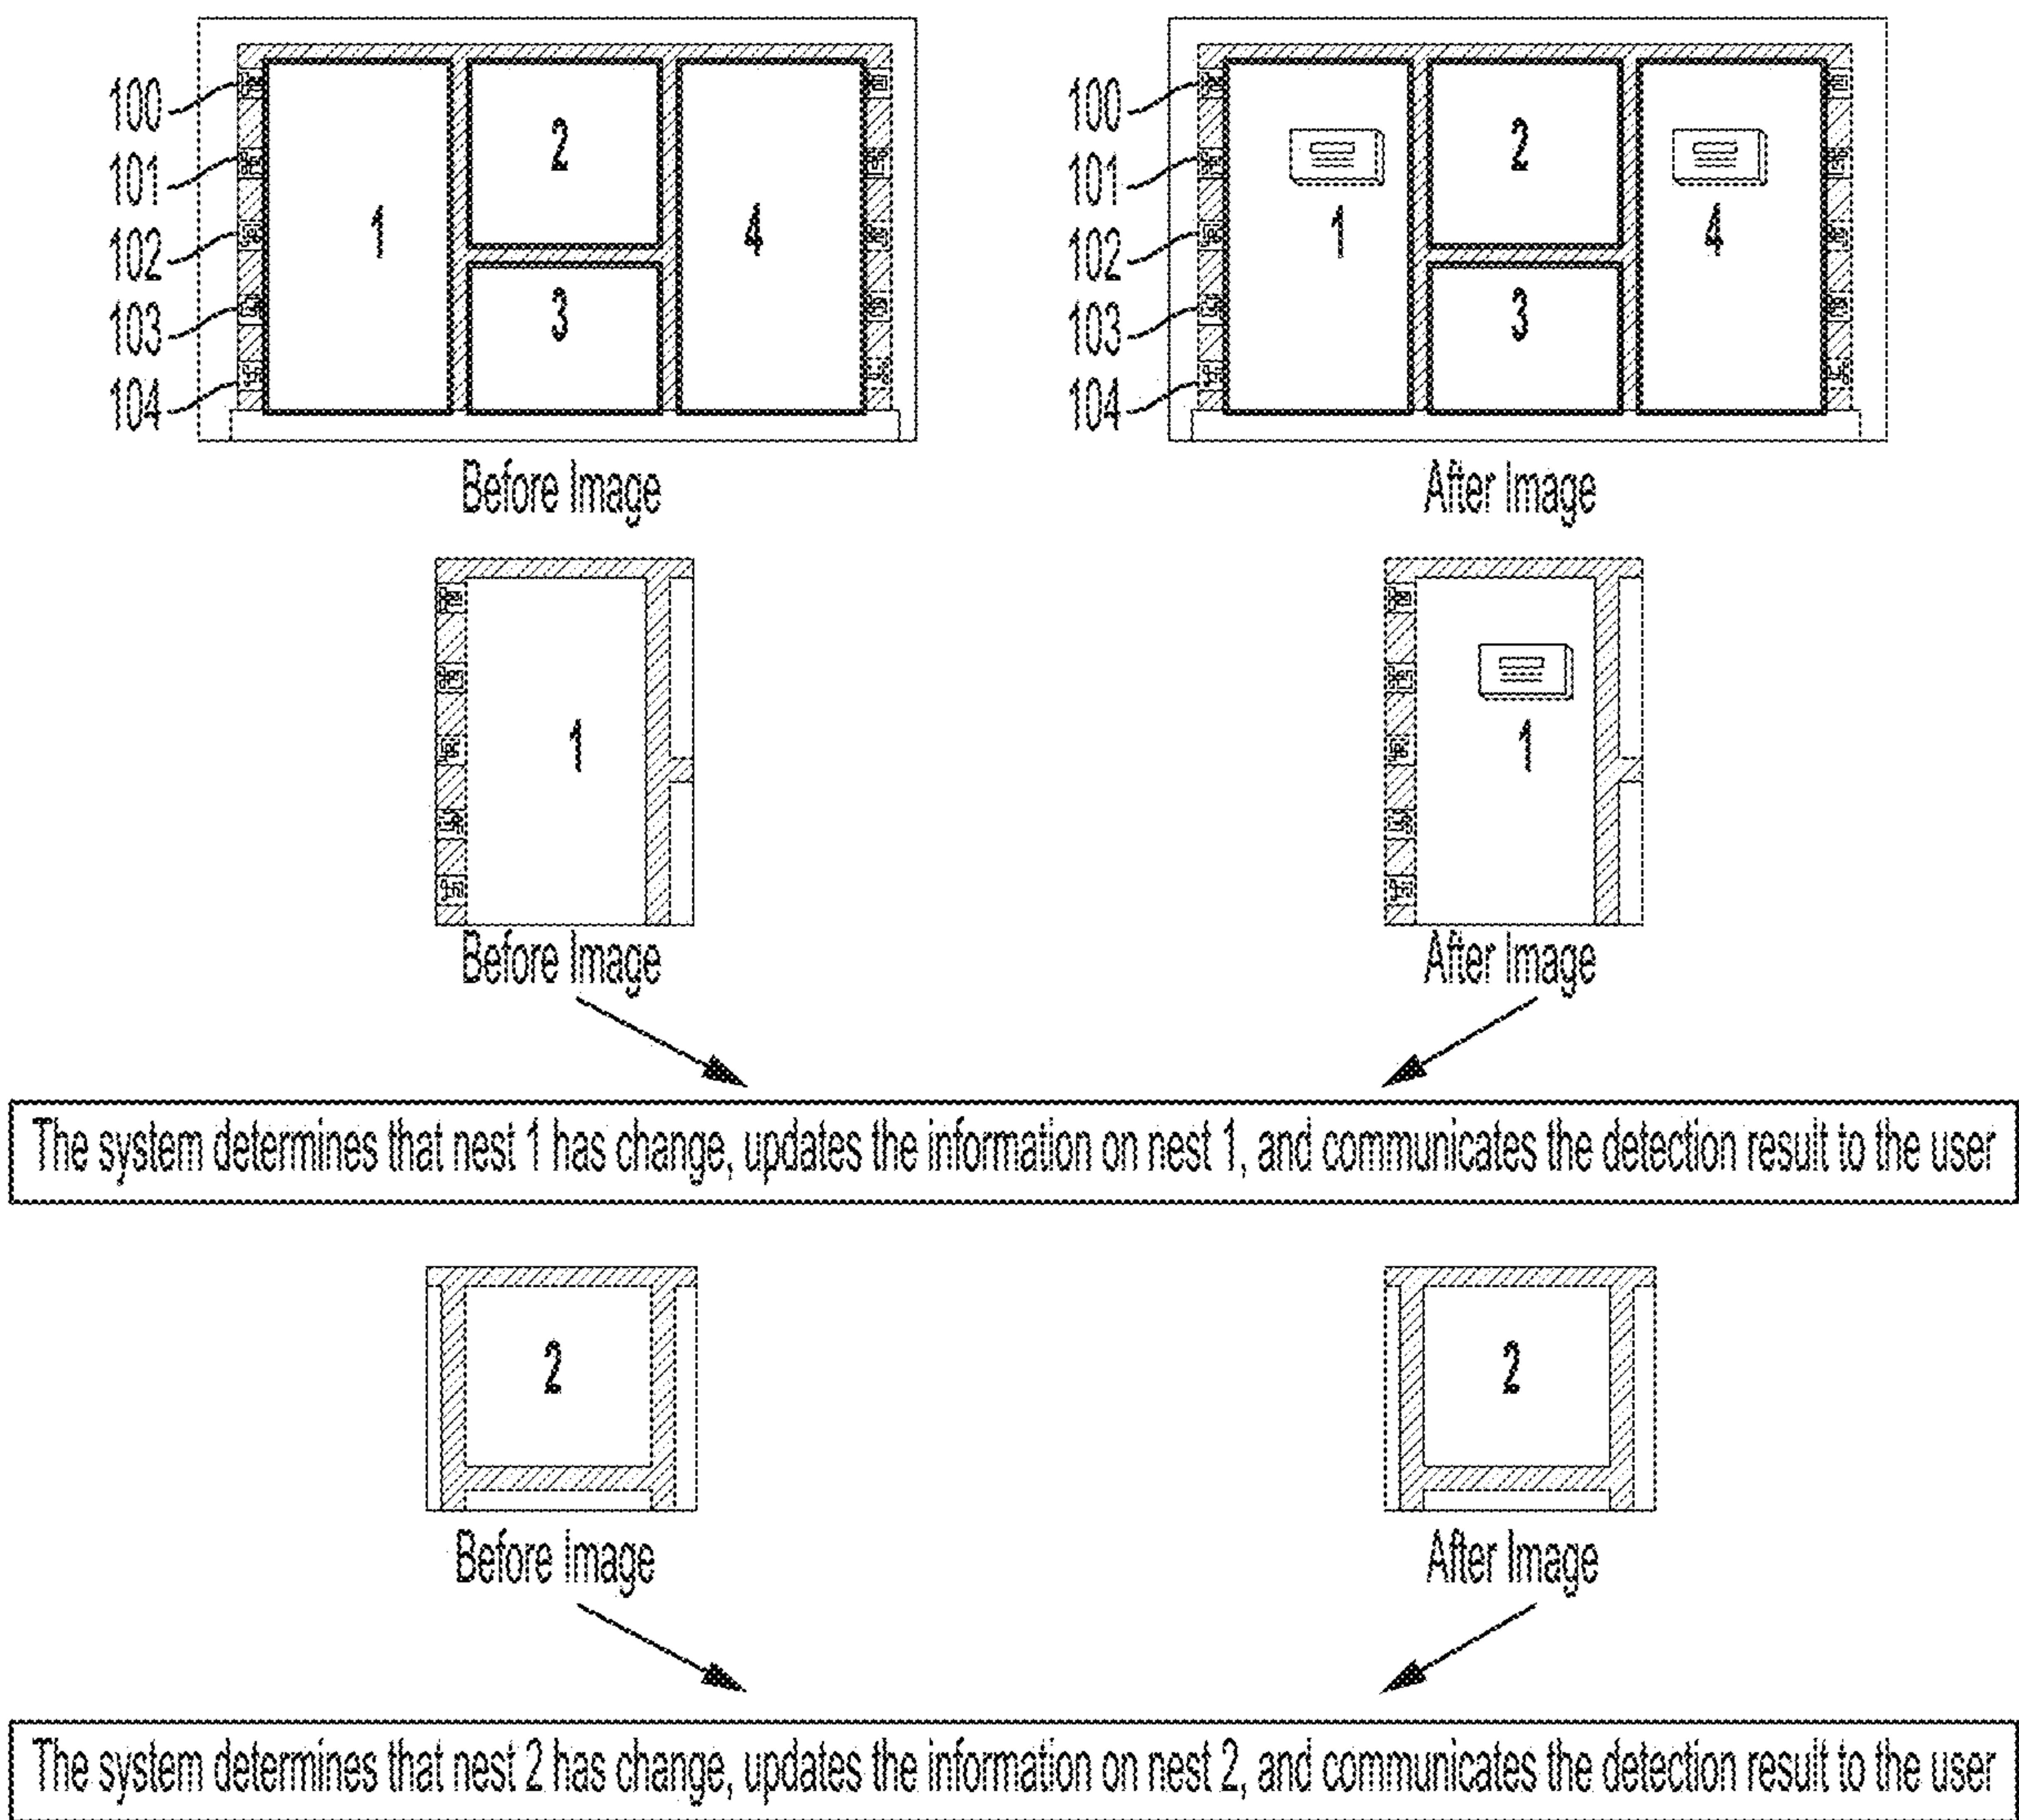 100
101
102
103
104
1
2
3
4
Before Image
100
101
102
103
104
1
2
3
4
After Image
1
Before Image
1
After Image
The system determines that nest 1 has change, updates the information on nest 1, and communicates the detection result to the user
2
Before Image
2
After Image
The system determines that nest 2 has change, updates the information on nest 2, and communicates the detection result to the user